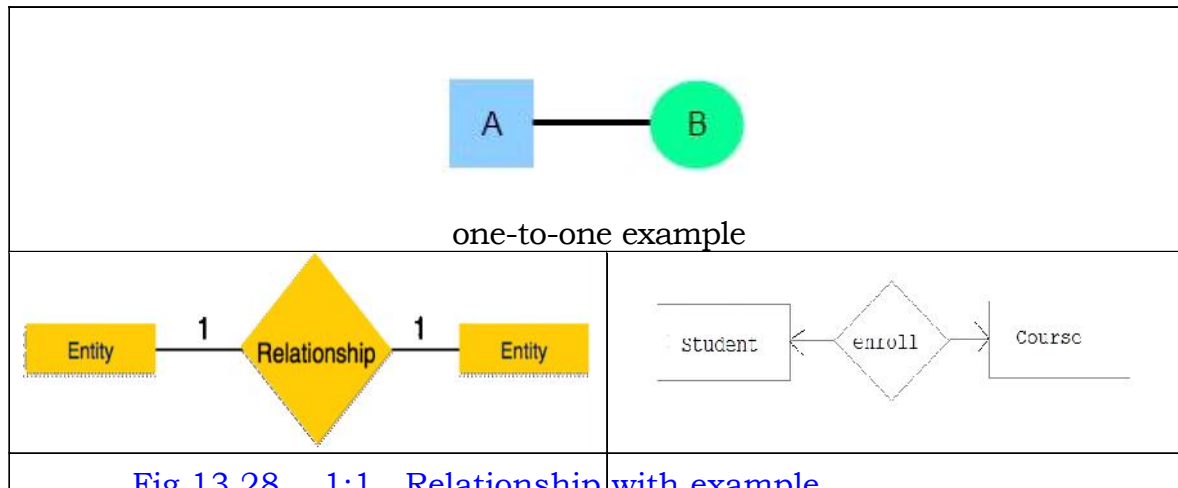 A B
one-to-one example
Entity 1 Relationship 1 Entity
Student enroll Course
Fig 13.28 1:1 Relationship with example